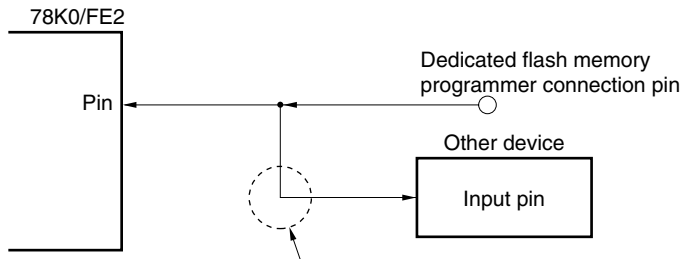 78K0/FE2
Dedicated flash memory
programmer connection pin
Pin
Other device
Input pin